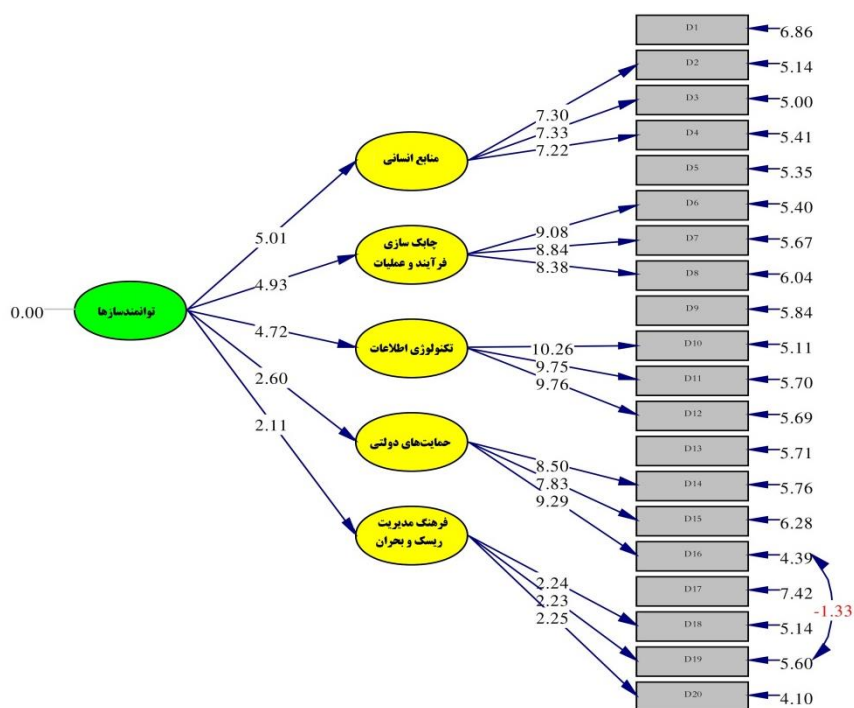 0.00
توانمندسازها
5.01
4.93
4.72
2.60
2.11
منابع انسانی
چابک سازی
فرآیند و عملیات
تکنولوژی اطلاعات
حمایت‌های دولتی
فرهنگ مدیریت
ریسک و بحران
7.30
7.33
7.22
9.08
8.84
8.38
10.26
9.75
9.76
8.50
7.83
9.29
2.24
2.23
2.25
D1 6.86
D2 5.14
D3 5.00
D4 5.41
D5 5.35
D6 5.40
D7 5.67
D8 6.04
D9 5.84
D10 5.11
D11 5.70
D12 5.69
D13 5.71
D14 5.76
D15 6.28
D16 4.39
D17 7.42
-1.33
D18 5.14
D19 5.60
D20 4.10